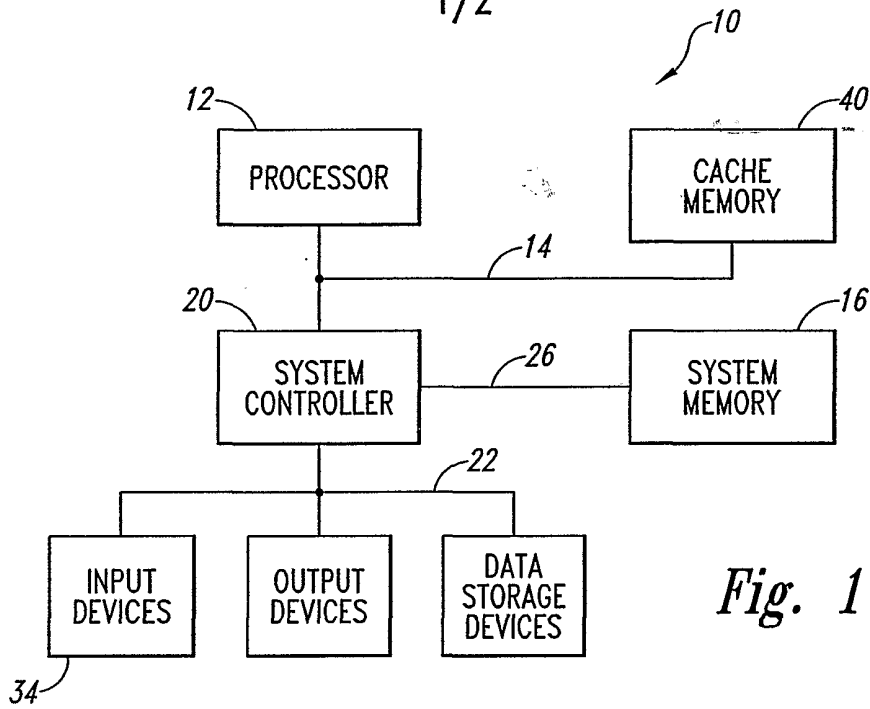 1/2
10
12
40
PROCESSOR
CACHE
MEMORY
14
20
16
SYSTEM
CONTROLLER
26
SYSTEM
MEMORY
22
INPUT
DEVICES
OUTPUT
DEVICES
DATA
STORAGE
DEVICES
Fig. 1
34